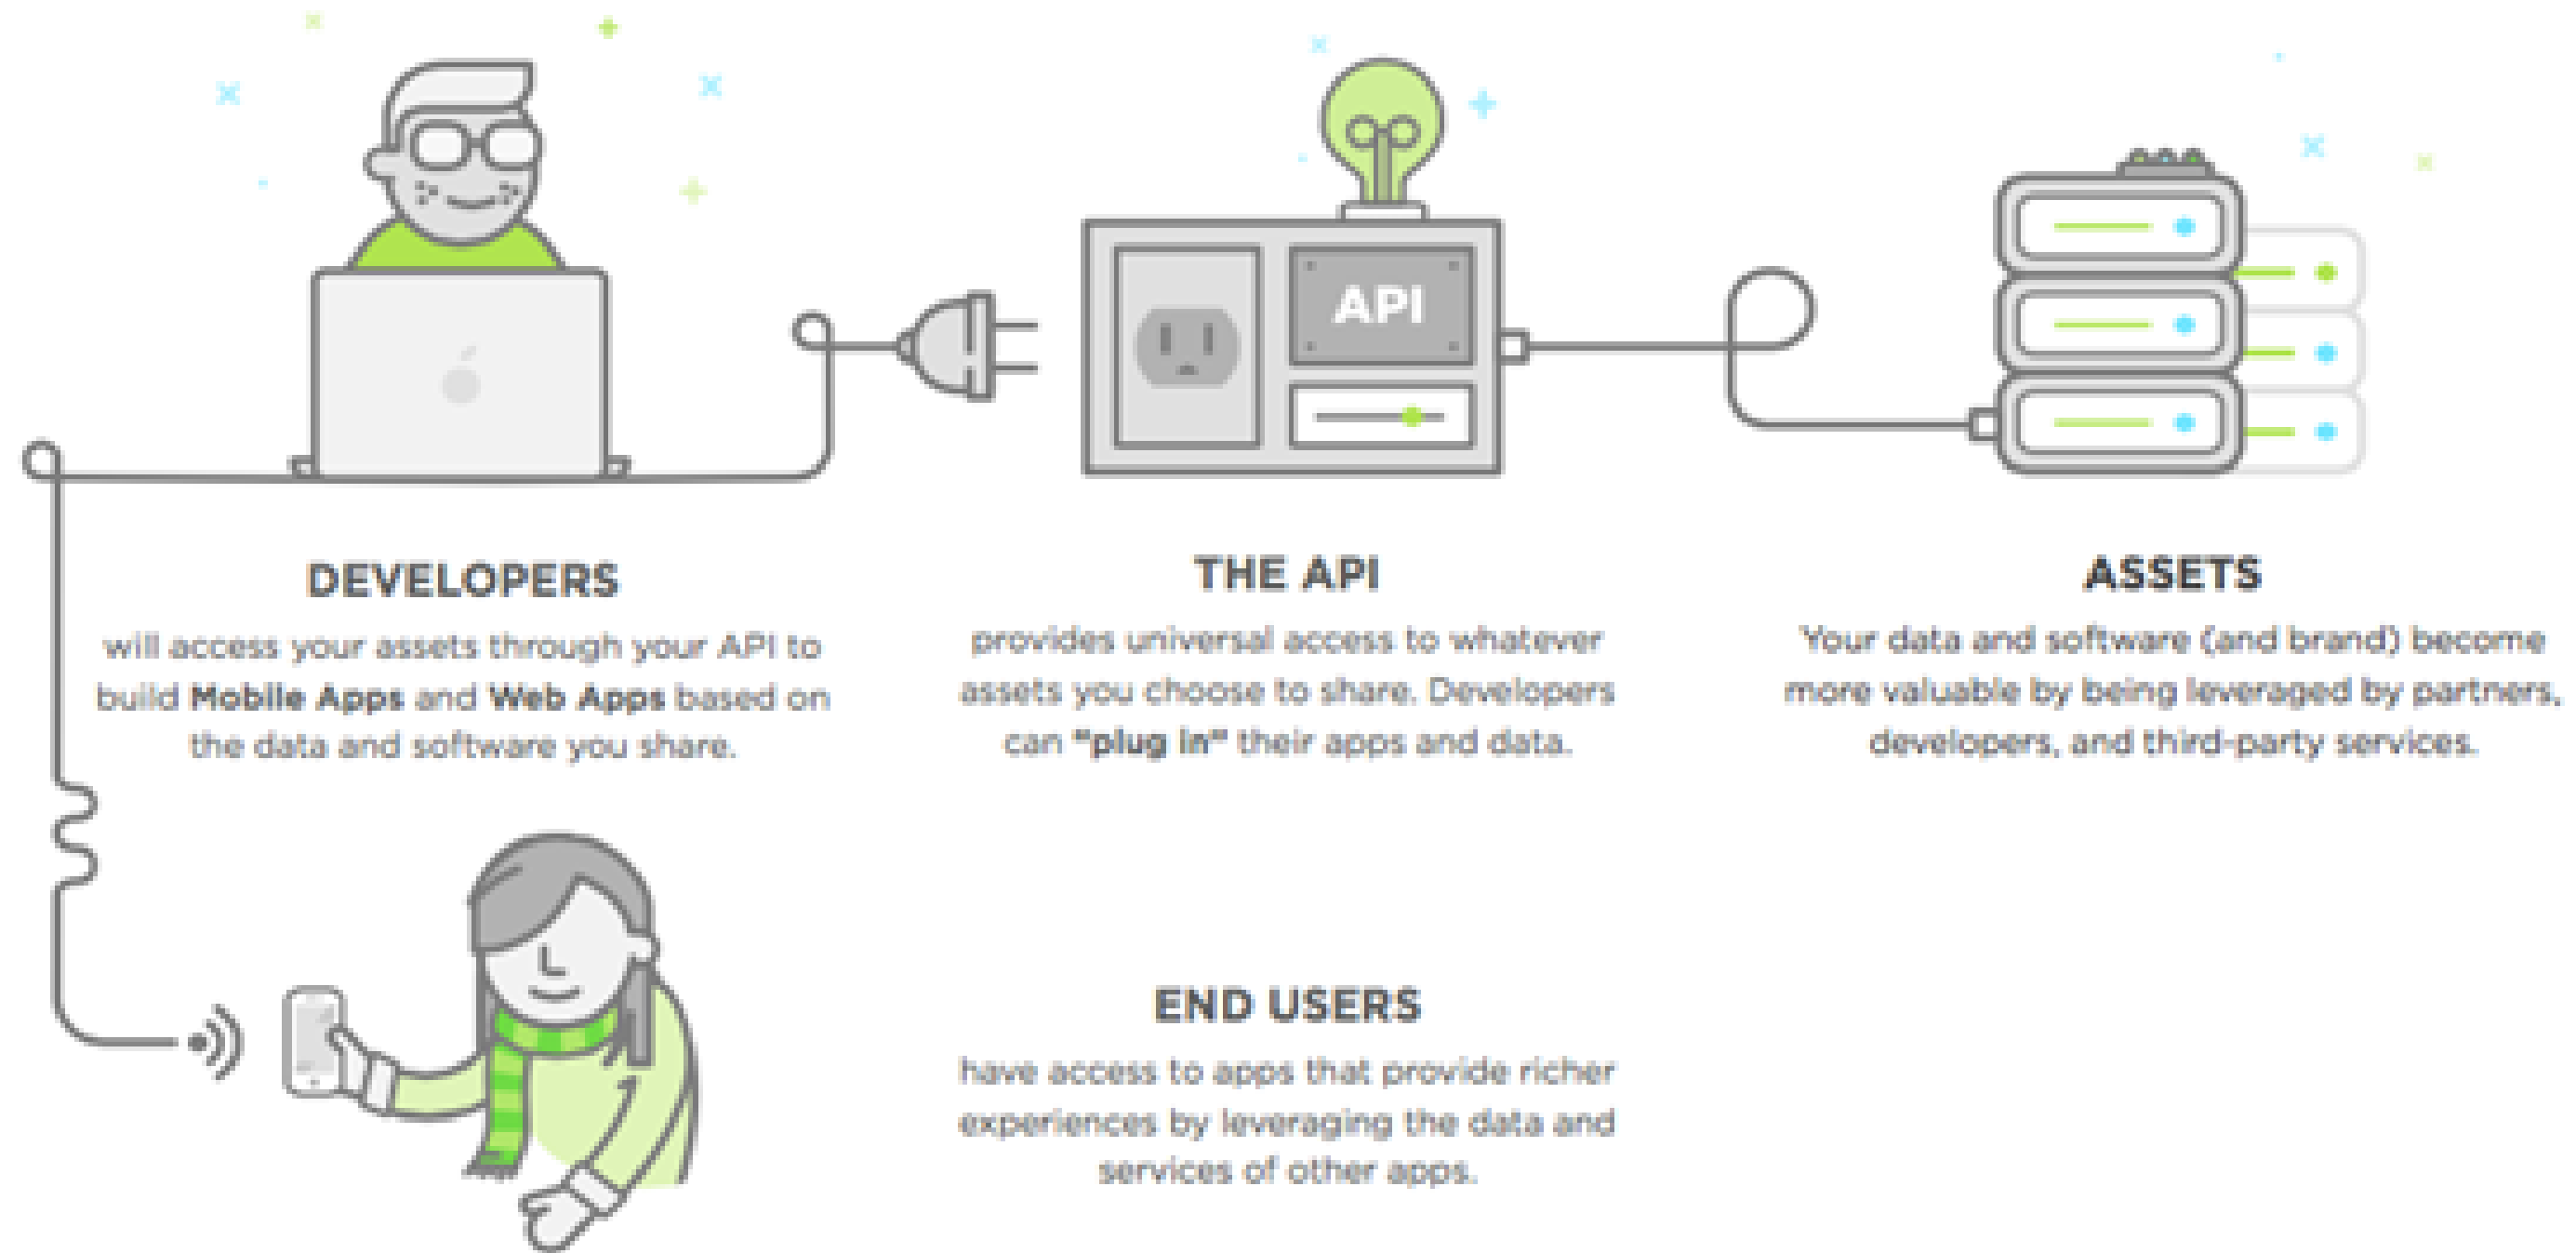 API
DEVELOPERS
will access your assets through your API to
build Mobile Apps and Web Apps based on
the data and software you share.
THE API
provides universal access to whatever
assets you choose to share. Developers
can "plug in" their apps and data.
ASSETS
Your data and software (and brand) become
more valuable by being leveraged by partners,
developers, and third-party services.
END USERS
have access to apps that provide richer
experiences by leveraging the data and
services of other apps.